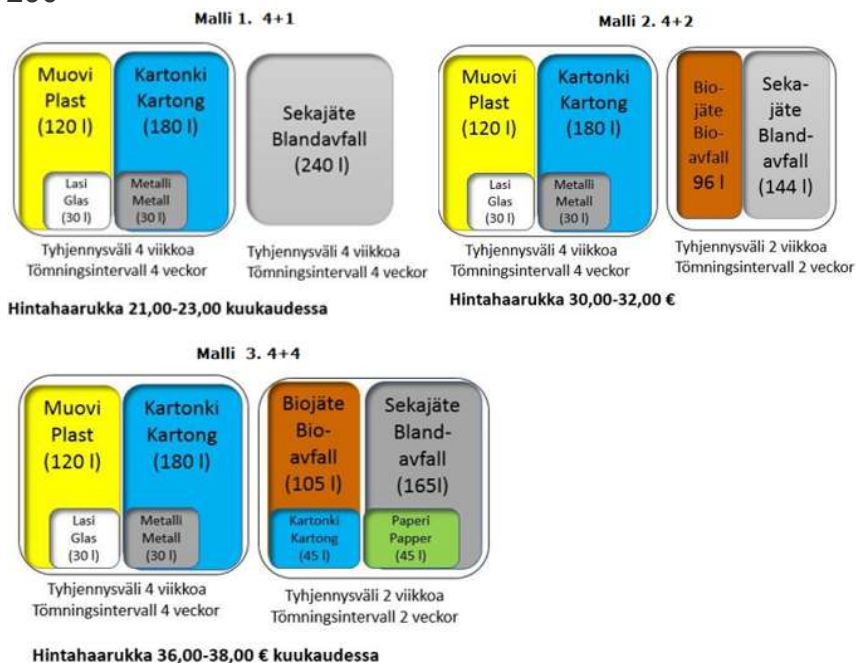 Malli 1. 4+1
Muovi
Plast
(120 l)
Kartonki
Kartong
(180 l)
Lasi
Glas
(30 l)
Metalli
Metall
(30 l)
Tyhjennysväli 4 viikkoa
Tömningsintervall 4 veckor
Sekajäte
Blandavfall
(240 l)
Tyhjennysväli 4 viikkoa
Tömningsintervall 4 veckor
Hintahaarukka 21,00-23,00 kuukaudessa
Malli 2. 4+2
Muovi
Plast
(120 l)
Kartonki
Kartong
(180 l)
Lasi
Glas
(30 l)
Metalli
Metall
(30 l)
Tyhjennysväli 4 viikkoa
Tömningsintervall 4 veckor
Bio-
jäte
Bio-
avfall
96 l
Seka-
jäte
Bland-
avfall
(144 l)
Tyhjennysväli 2 viikkoa
Tömningsintervall 2 veckor
Hintahaarukka 30,00-32,00 €
Malli 3. 4+4
Muovi
Plast
(120 l)
Kartonki
Kartong
(180 l)
Lasi
Glas
(30 l)
Metalli
Metall
(30 l)
Tyhjennysväli 4 viikkoa
Tömningsintervall 4 veckor
Biojäte
Bio-
avfall
(105 l)
Sekajäte
Bland-
avfall
(165l)
Kartonki
Kartong
(45 l)
Paperi
Papper
(45 l)
Tyhjennysväli 2 viikkoa
Tömningsintervall 2 veckor
Hintahaarukka 36,00-38,00 € kuukaudessa